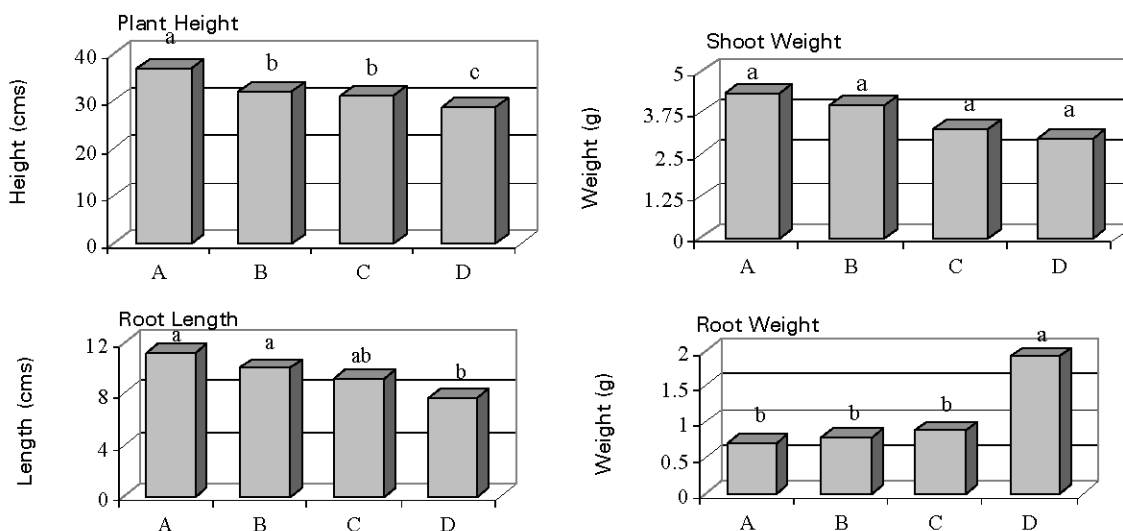 Plant Height
a
b
b
c
40
30
20
10
0
Height (cms)
A
B
C
D
Shoot Weight
a
a
a
a
5
3.75
2.5
1.25
0
Weight (g)
A
B
C
D
Root Length
a
a
ab
b
12
8
4
0
Length (cms)
A
B
C
D
Root Weight
b
b
b
a
2
1.5
1
0.5
0
Weight (g)
A
B
C
D